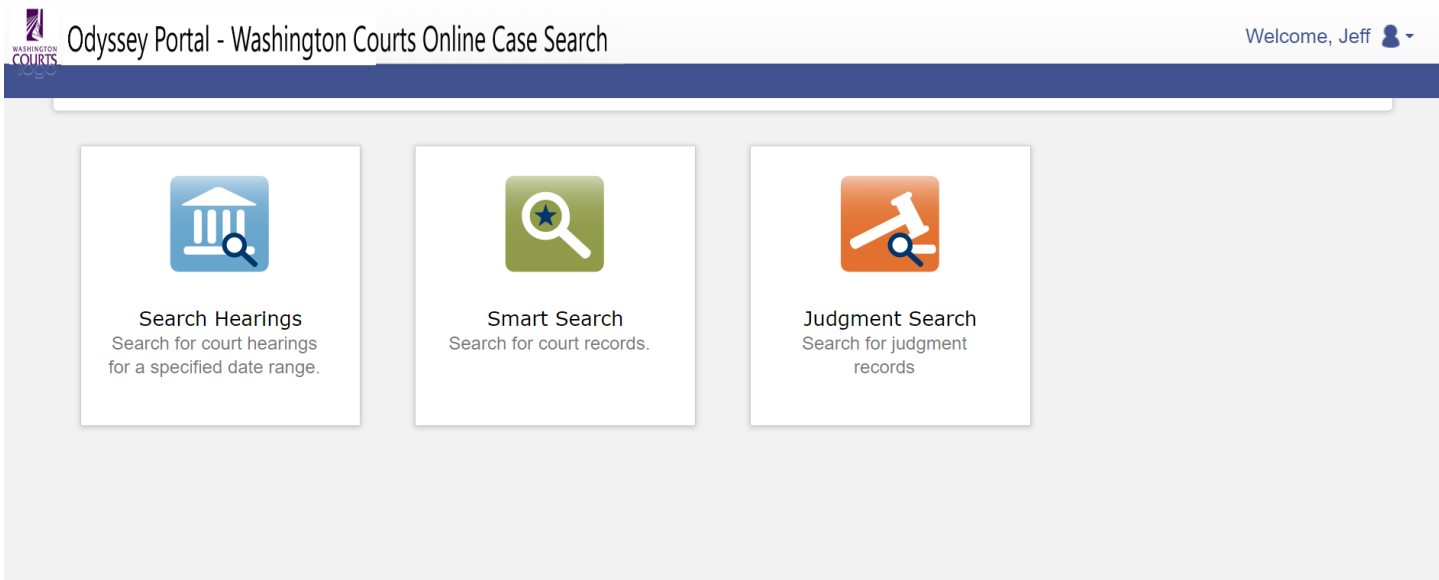 WASHINGTON
COURTS
logo
Odyssey Portal - Washington Courts Online Case Search
Welcome, Jeff
Search Hearings
Search for court hearings
for a specified date range.
Smart Search
Search for court records.
Judgment Search
Search for judgment
records